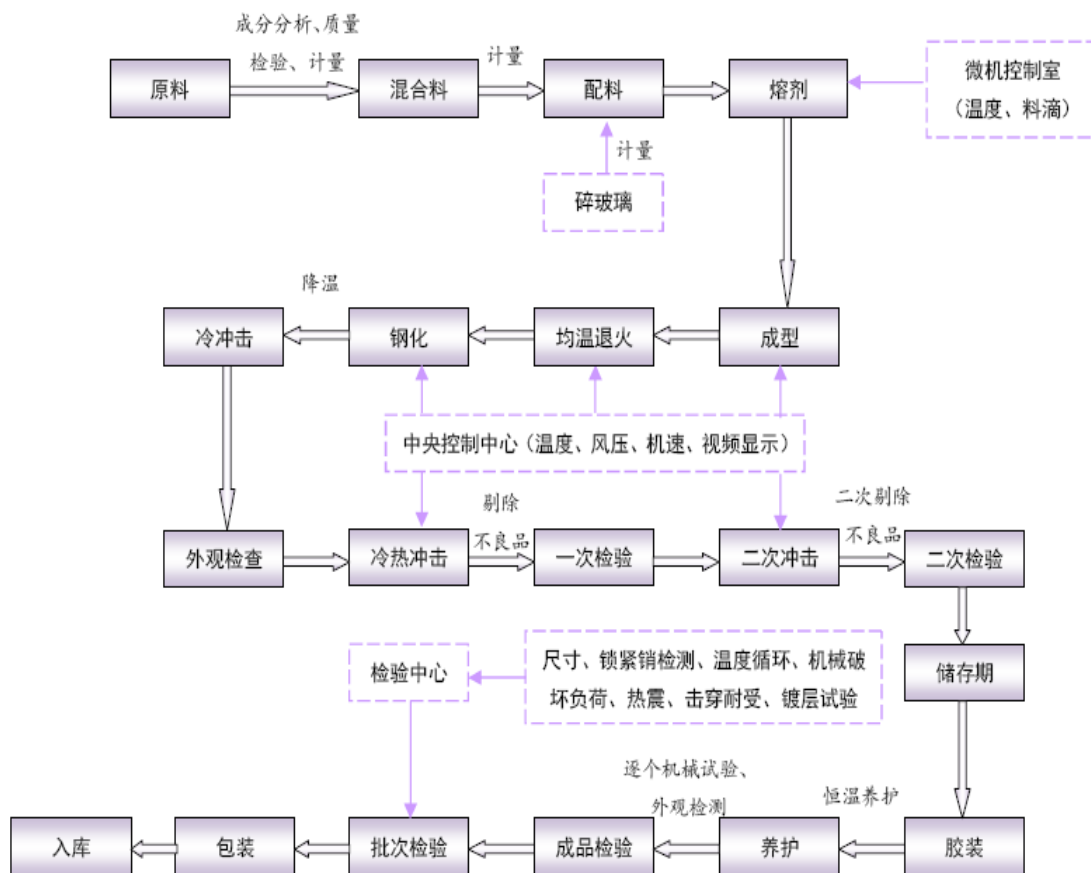 成分分析、质量
检验、计量
计量
原料
混合料
配料
熔剂
微机控制室
（温度、料滴）
计量
碎玻璃
降温
冷冲击
钢化
均温退火
成型
中央控制中心（温度、风压、机速、视频显示）
剔除
不良品
二次剔除
不良品
外观检查
冷热冲击
一次检验
二次冲击
二次检验
检验中心
尺寸、锁紧销检测、温度循环、机械破
坏负荷、热震、击穿耐受、镀层试验
储存期
逐个机械试验、
外观检测
恒温养护
入库
包装
批次检验
成品检验
养护
胶装